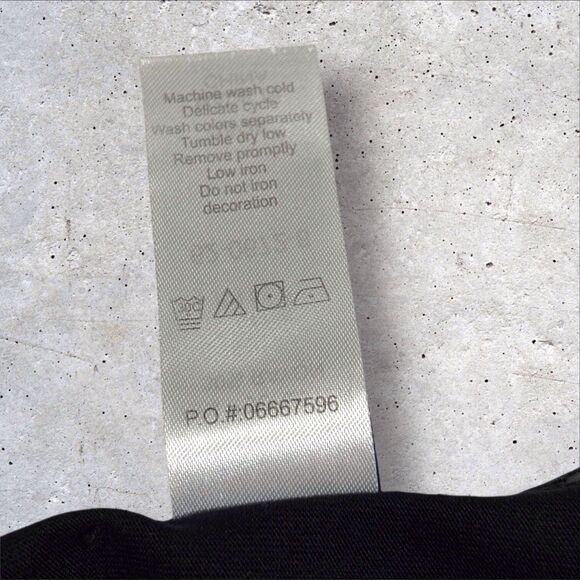 Machine wash cold
Delicate cycle
Wash colors separately
Tumble dry low
Remove promptly
Low iron
Do not iron
decoration
30C
P.O.#:06667596